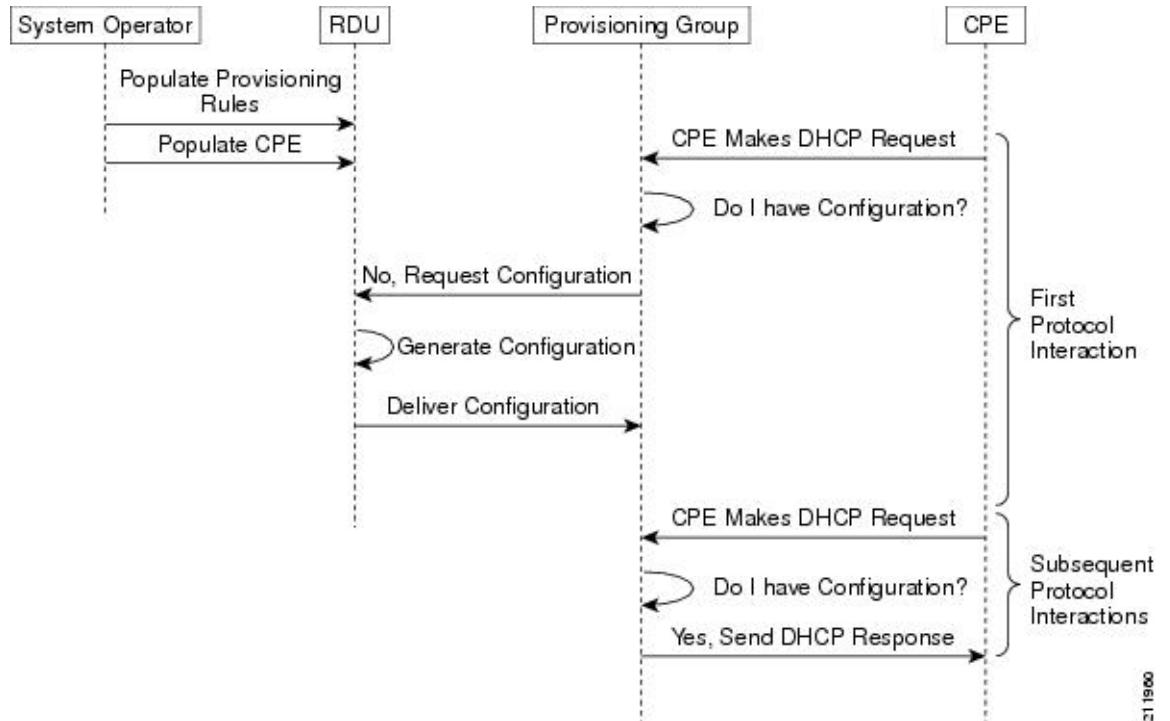 System Operator
RDU
Provisioning Group
CPE
Populate Provisioning
Rules
Populate CPE
CPE Makes DHCP Request
Do I have Configuration?
No, Request Configuration
Generate Configuration
Deliver Configuration
First
Protocol
Interaction
CPE Makes DHCP Request
Do I have Configuration?
Yes, Send DHCP Response
Subsequent
Protocol
Interactions
211960